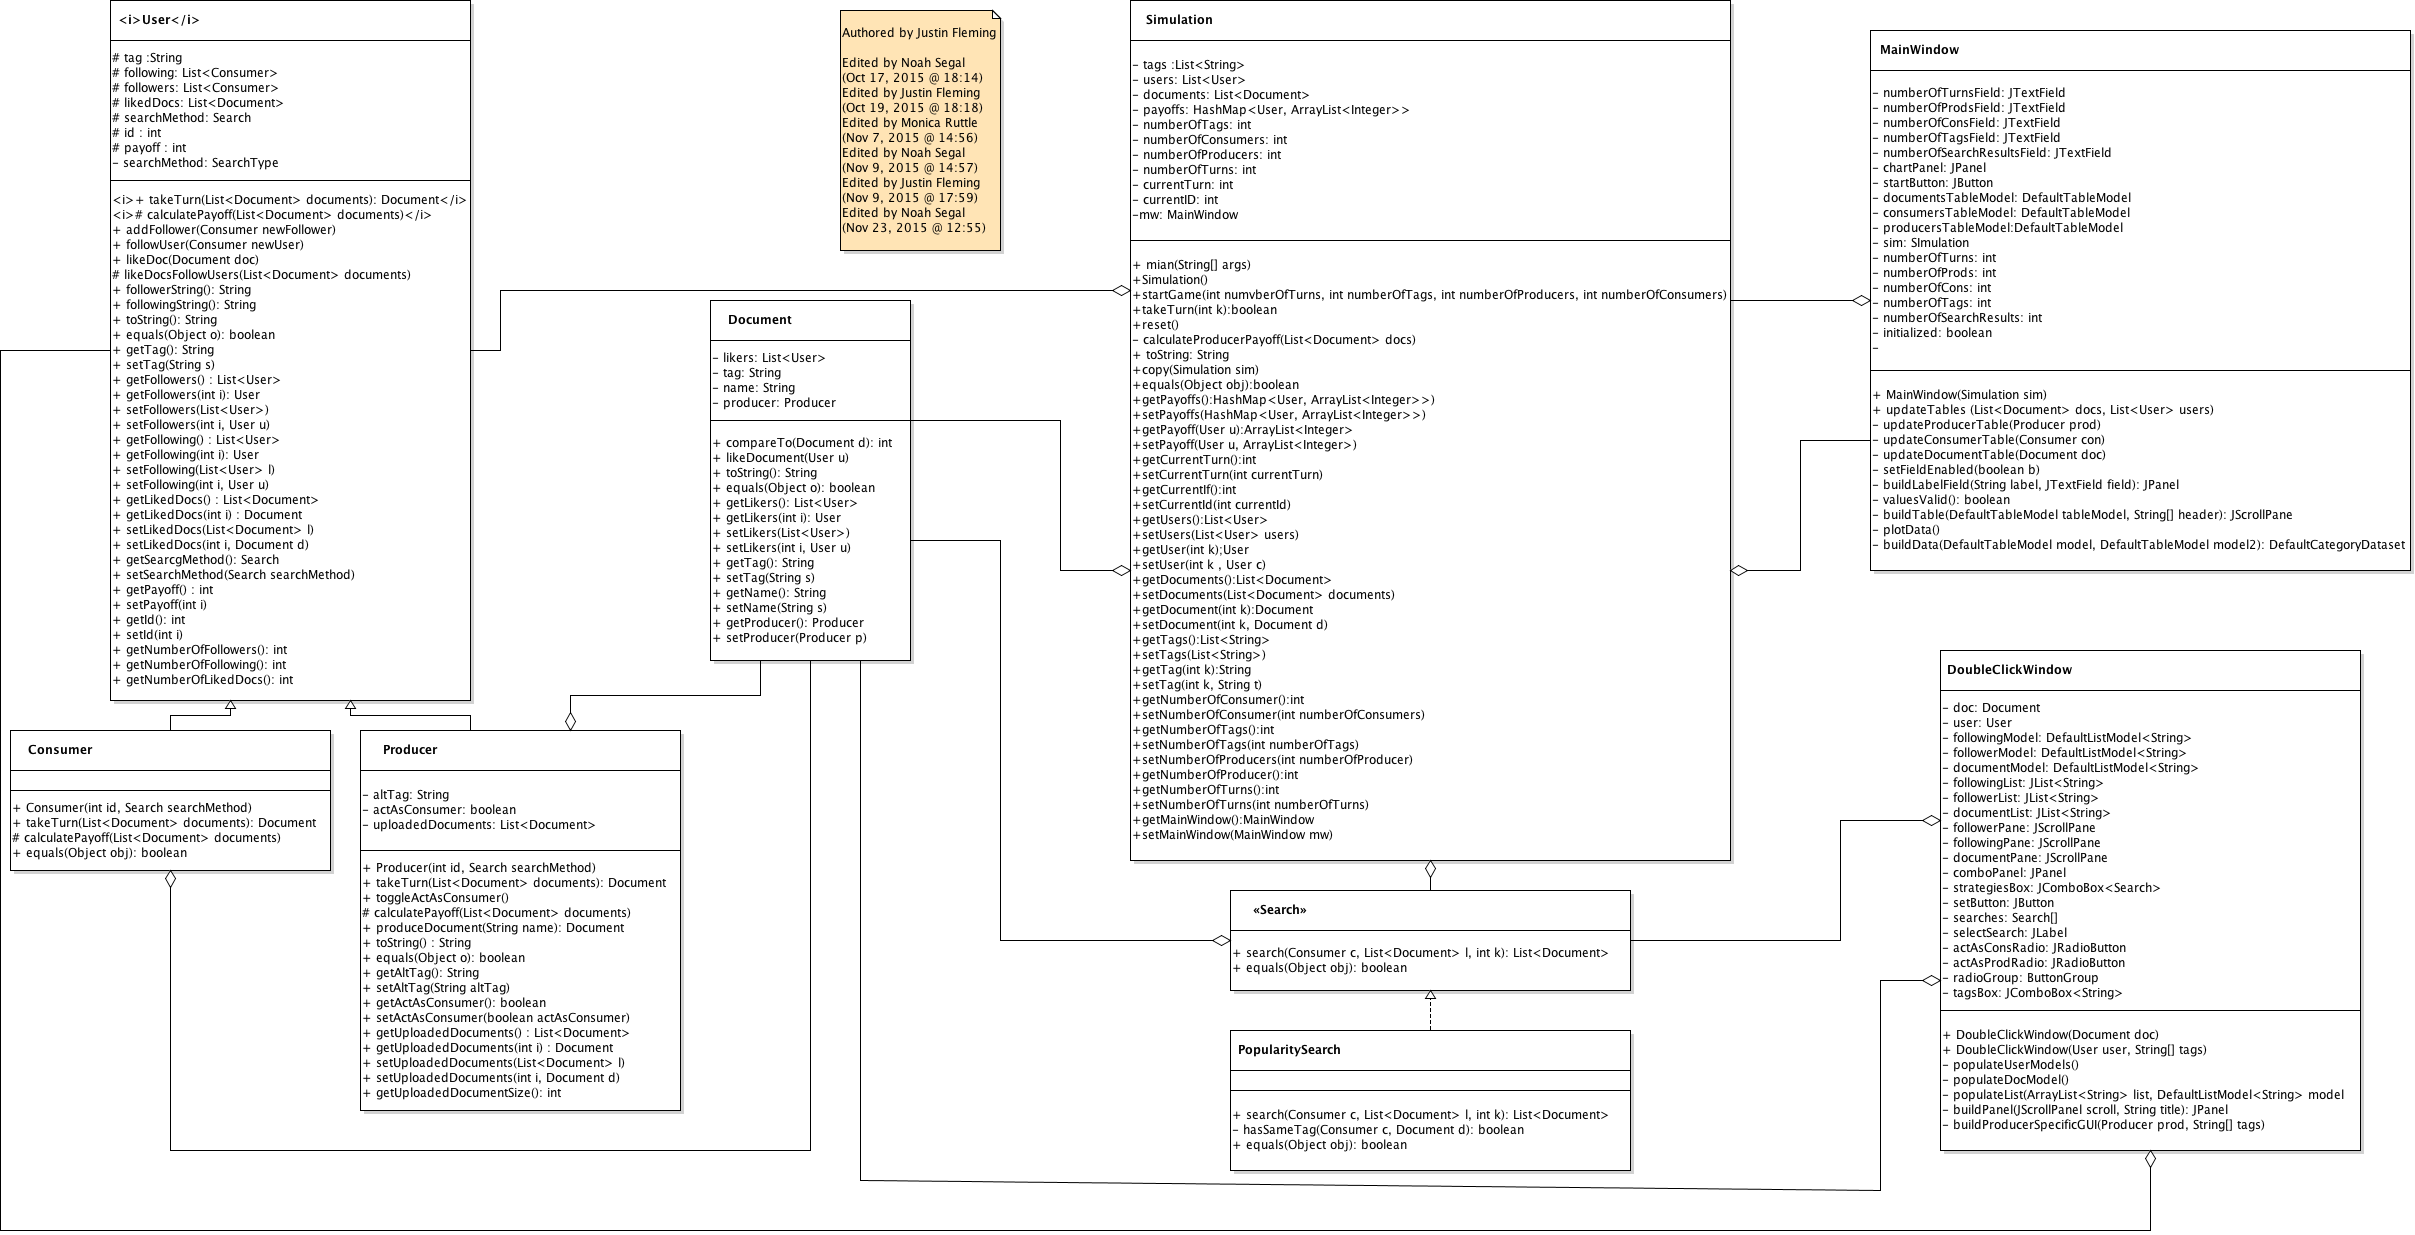 <i>User</i>
# tag :String
# following: List<Consumer>
# followers: List<Consumer>
# likedDocs: List<Document>
# searchMethod: Search
# id : int
# payoff : int
- searchMethod: SearchType
<i>+ takeTurn(List<Document> documents): Document</i>
<i># calculatePayoff(List<Document> documents)</i>
+ addFollower(Consumer newFollower)
+ followUser(Consumer newUser)
+ likeDoc(Document doc)
# likeDocsFollowUsers(List<Document> documents)
+ followerString(): String
+ followingString(): String
+ toString(): String
+ equals(Object o): boolean
+ getTag(): String
+ setTag(String s)
+ getFollowers() : List<User>
+ getFollowers(int i): User
+ setFollowers(List<User>)
+ setFollowers(int i, User u)
+ getFollowing() : List<User>
+ getFollowing(int i): User
+ setFollowing(List<User> l)
+ setFollowing(int i, User u)
+ getLikedDocs() : List<Document>
+ getLikedDocs(int i) : Document
+ setLikedDocs(List<Document> l)
+ setLikedDocs(int i, Document d)
+ getSearcgMethod(): Search
+ setSearchMethod(Search searchMethod)
+ getPayoff() : int
+ setPayoff(int i)
+ getId(): int
+ setId(int i)
+ getNumberOfFollowers(): int
+ getNumberOfFollowing(): int
+ getNumberOfLikedDocs(): int
Consumer
+ Consumer(int id, Search searchMethod)
+ takeTurn(List<Document> documents): Document
# calculatePayoff(List<Document> documents)
+ equals(Object obj): boolean
Producer
- altTag: String
- actAsConsumer: boolean
- uploadedDocuments: List<Document>
+ Producer(int id, Search searchMethod)
+ takeTurn(List<Document> documents): Document
+ toggleActAsConsumer()
# calculatePayoff(List<Document> documents)
+ produceDocument(String name): Document
+ toString() : String
+ equals(Object o): boolean
+ getAltTag(): String
+ setAltTag(String altTag)
+ getActAsConsumer(): boolean
+ setActAsConsumer(boolean actAsConsumer)
+ getUploadedDocuments() : List<Document>
+ getUploadedDocuments(int i) : Document
+ setUploadedDocuments(List<Document> l)
+ setUploadedDocuments(int i, Document d)
+ getUploadedDocumentSize(): int
Authored by Justin Fleming
Edited by Noah Segal
(Oct 17, 2015 @ 18:14)
Edited by Justin Fleming
(Oct 19, 2015 @ 18:18)
Edited by Monica Ruttle
(Nov 7, 2015 @ 14:56)
Edited by Noah Segal
(Nov 9, 2015 @ 14:57)
Edited by Justin Fleming
(Nov 9, 2015 @ 17:59)
Edited by Noah Segal
(Nov 23, 2015 @ 12:55)
Document
- likers: List<User>
- tag: String
- name: String
- producer: Producer
+ compareTo(Document d): int
+ likeDocument(User u)
+ toString(): String
+ equals(Object o): boolean
+ getLikers(): List<User>
+ getLikers(int i): User
+ setLikers(List<User>)
+ setLikers(int i, User u)
+ getTag(): String
+ setTag(String s)
+ getName(): String
+ setName(String s)
+ getProducer(): Producer
+ setProducer(Producer p)
Simulation
- tags :List<String>
- users: List<User>
- documents: List<Document>
- payoffs: HashMap<User, ArrayList<Integer>>
- numberOfTags: int
- numberOfConsumers: int
- numberOfProducers: int
- numberOfTurns: int
- currentTurn: int
- currentID: int
-mw: MainWindow
+ mian(String[] args)
+Simulation()
+startGame(int numvberOfTurns, int numberOfTags, int numberOfProducers, int numberOfConsumers)
+takeTurn(int k):boolean
+reset()
- calculateProducerPayoff(List<Document> docs)
+ toString: String
+copy(Simulation sim)
+equals(Object obj):boolean
+getPayoffs():HashMap<User, ArrayList<Integer>>)
+setPayoffs(HashMap<User, ArrayList<Integer>>)
+getPayoff(User u):ArrayList<Integer>
+setPayoff(User u, ArrayList<Integer>)
+getCurrentTurn():int
+setCurrentTurn(int currentTurn)
+getCurrentIf():int
+setCurrentId(int currentId)
+getUsers():List<User>
+setUsers(List<User> users)
+getUser(int k);User
+setUser(int k , User c)
+getDocuments():List<Document>
+setDocuments(List<Document> documents)
+getDocument(int k):Document
+setDocument(int k, Document d)
+getTags():List<String>
+setTags(List<String>)
+getTag(int k):String
+setTag(int k, String t)
+getNumberOfConsumer():int
+setNumberOfConsumer(int numberOfConsumers)
+getNumberOfTags():int
+setNumberOfTags(int numberOfTags)
+setNumberOfProducers(int numberOfProducer)
+getNumberOfProducer():int
+getNumberOfTurns():int
+setNumberOfTurns(int numberOfTurns)
+getMainWindow():MainWindow
+setMainWindow(MainWindow mw)
«Search»
+ search(Consumer c, List<Document> l, int k): List<Document>
+ equals(Object obj): boolean
PopularitySearch
+ search(Consumer c, List<Document> l, int k): List<Document>
- hasSameTag(Consumer c, Document d): boolean
+ equals(Object obj): boolean
MainWindow
- numberOfTurnsField: JTextField
- numberOfProdsField: JTextField
- numberOfConsField: JTextField
- numberOfTagsField: JTextField
- numberOfSearchResultsField: JTextField
- chartPanel: JPanel
- startButton: JButton
- documentsTableModel: DefaultTableModel
- consumersTableModel: DefaultTableModel
- producersTableModel:DefaultTableModel
- sim: SImulation
- numberOfTurns: int
- numberOfProds: int
- numberOfCons: int
- numberOfTags: int
- numberOfSearchResults: int
- initialized: boolean
-
+ MainWindow(Simulation sim)
+ updateTables (List<Document> docs, List<User> users)
- updateProducerTable(Producer prod)
- updateConsumerTable(Consumer con)
- updateDocumentTable(Document doc)
- setFieldEnabled(boolean b)
- buildLabelField(String label, JTextField field): JPanel
- valuesValid(): boolean
- buildTable(DefaultTableModel tableModel, String[] header): JScrollPane
- plotData()
- buildData(DefaultTableModel model, DefaultTableModel model2): DefaultCategoryDataset
DoubleClickWindow
- doc: Document
- user: User
- followingModel: DefaultListModel<String>
- followerModel: DefaultListModel<String>
- documentModel: DefaultListModel<String>
- followingList: JList<String>
- followerList: JList<String>
- documentList: JList<String>
- followerPane: JScrollPane
- followingPane: JScrollPane
- documentPane: JScrollPane
- comboPanel: JPanel
- strategiesBox: JComboBox<Search>
- setButton: JButton
- searches: Search[]
- selectSearch: JLabel
- actAsConsRadio: JRadioButton
- actAsProdRadio: JRadioButton
- radioGroup: ButtonGroup
- tagsBox: JComboBox<String>
+ DoubleClickWindow(Document doc)
+ DoubleClickWindow(User user, String[] tags)
- populateUserModels()
- populateDocModel()
- populateList(ArrayList<String> list, DefaultListModel<String> model
- buildPanel(JScrollPanel scroll, String title): JPanel
- buildProducerSpecificGUI(Producer prod, String[] tags)